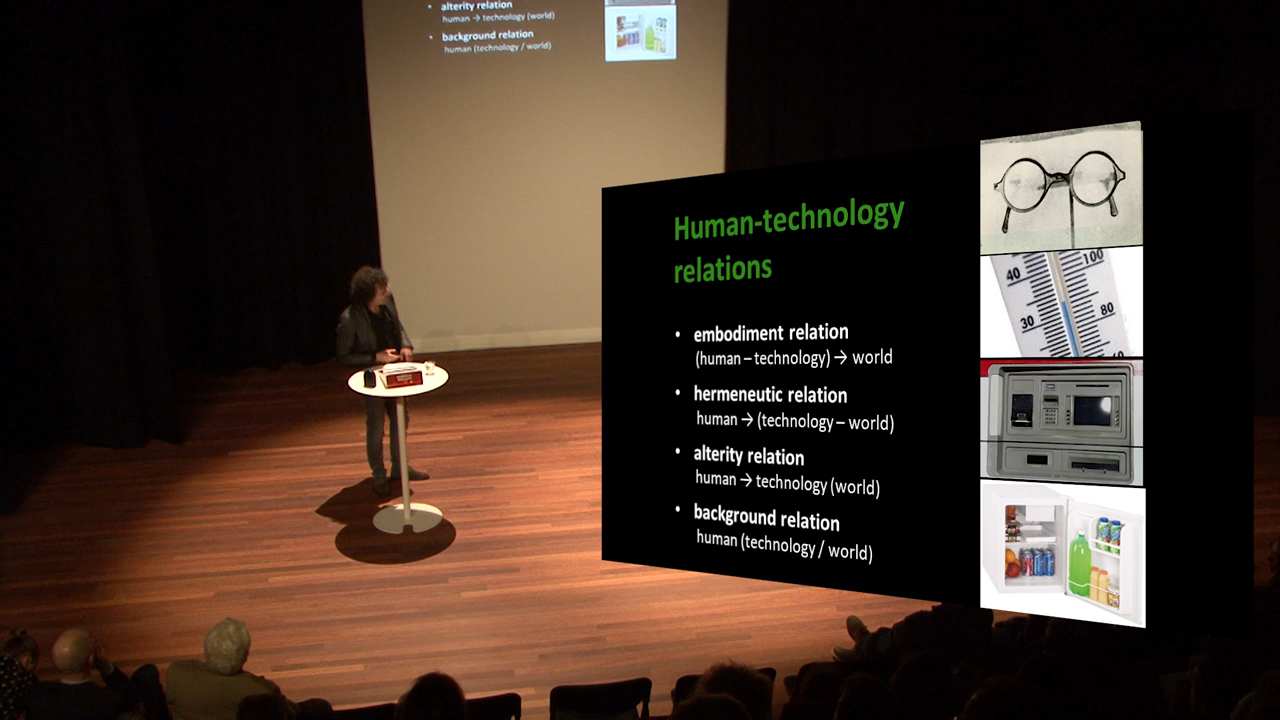 • alterity relation
human → technology (world)
• background relation
human (technology / world)
Human-technology
relations
• embodiment relation
(human – technology) → world
• hermeneutic relation
human → (technology – world)
• alterity relation
human → technology (world)
• background relation
human (technology / world)
40
100
30
80